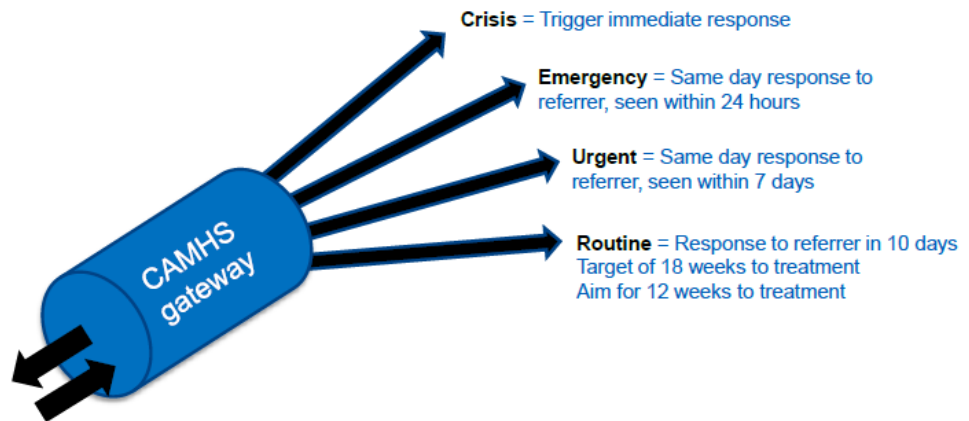 Crisis = Trigger immediate response
Emergency = Same day response to
referrer, seen within 24 hours
Urgent = Same day response to
referrer, seen within 7 days
Routine = Response to referrer in 10 days
Target of 18 weeks to treatment
Aim for 12 weeks to treatment
CAMHS
gateway